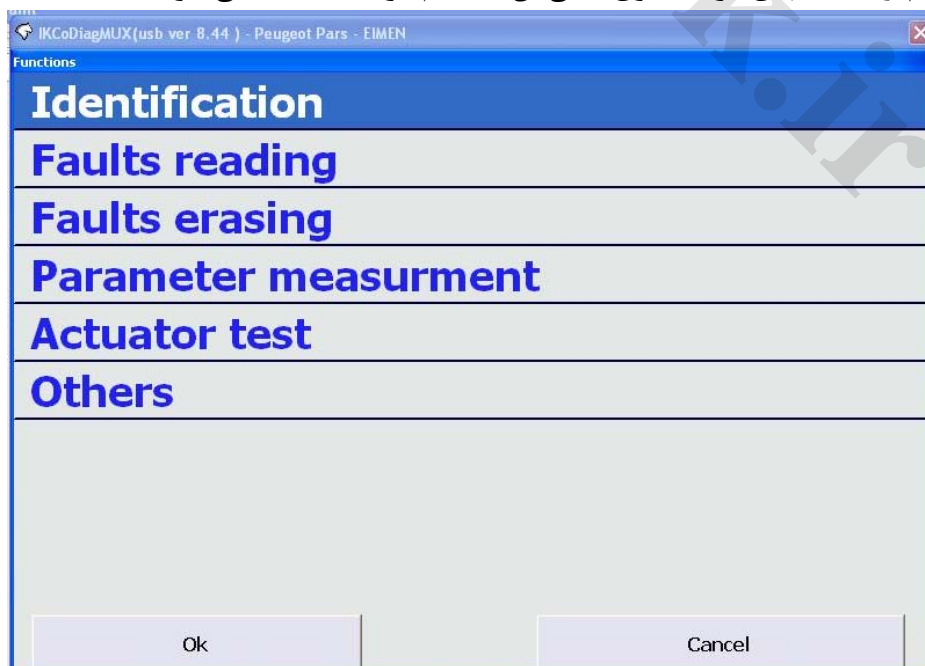 IKCoDiagMUX(usb ver 8.44 ) - Peugeot Pars - EIMEN
Functions
Identification
Faults reading
Faults erasing
Parameter measurment
Actuator test
Others
Ok
Cancel
k.ir